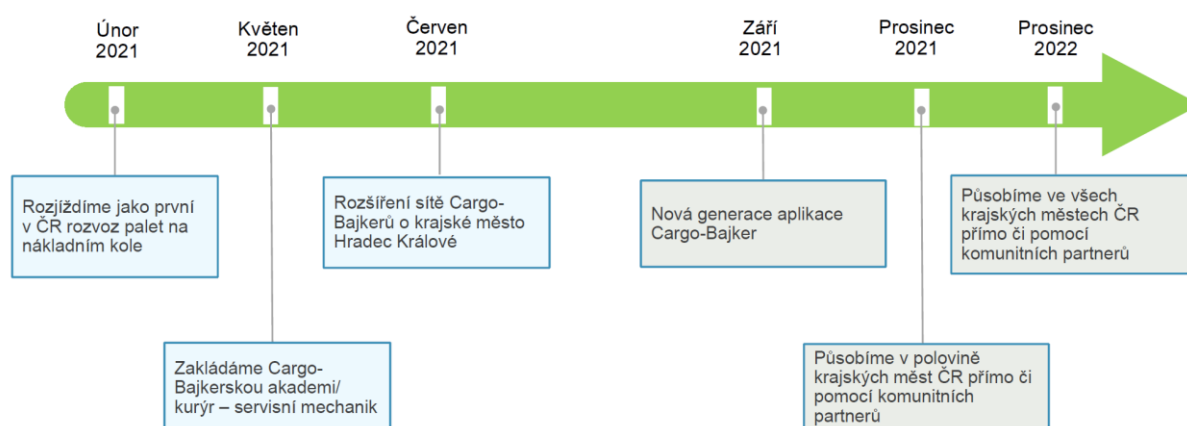 Únor
2021
Květen
2021
Červen
2021
Září
2021
Prosinec
2021
Prosinec
2022
Rozjíždíme jako první
v ČR rozvoz palet na
nákladním kole
Rozšíření sítě Cargo-
Bajkerů o krajské město
Hradec Králové
Nová generace aplikace
Cargo-Bajker
Působíme ve všech
krajských městech ČR
přímo či pomocí
komunitních partnerů
Zakládáme Cargo-
Bajkerskou akademi/
kurýr – servisní mechanik
Působíme v polovině
krajských měst ČR přímo či
pomocí komunitních
partnerů